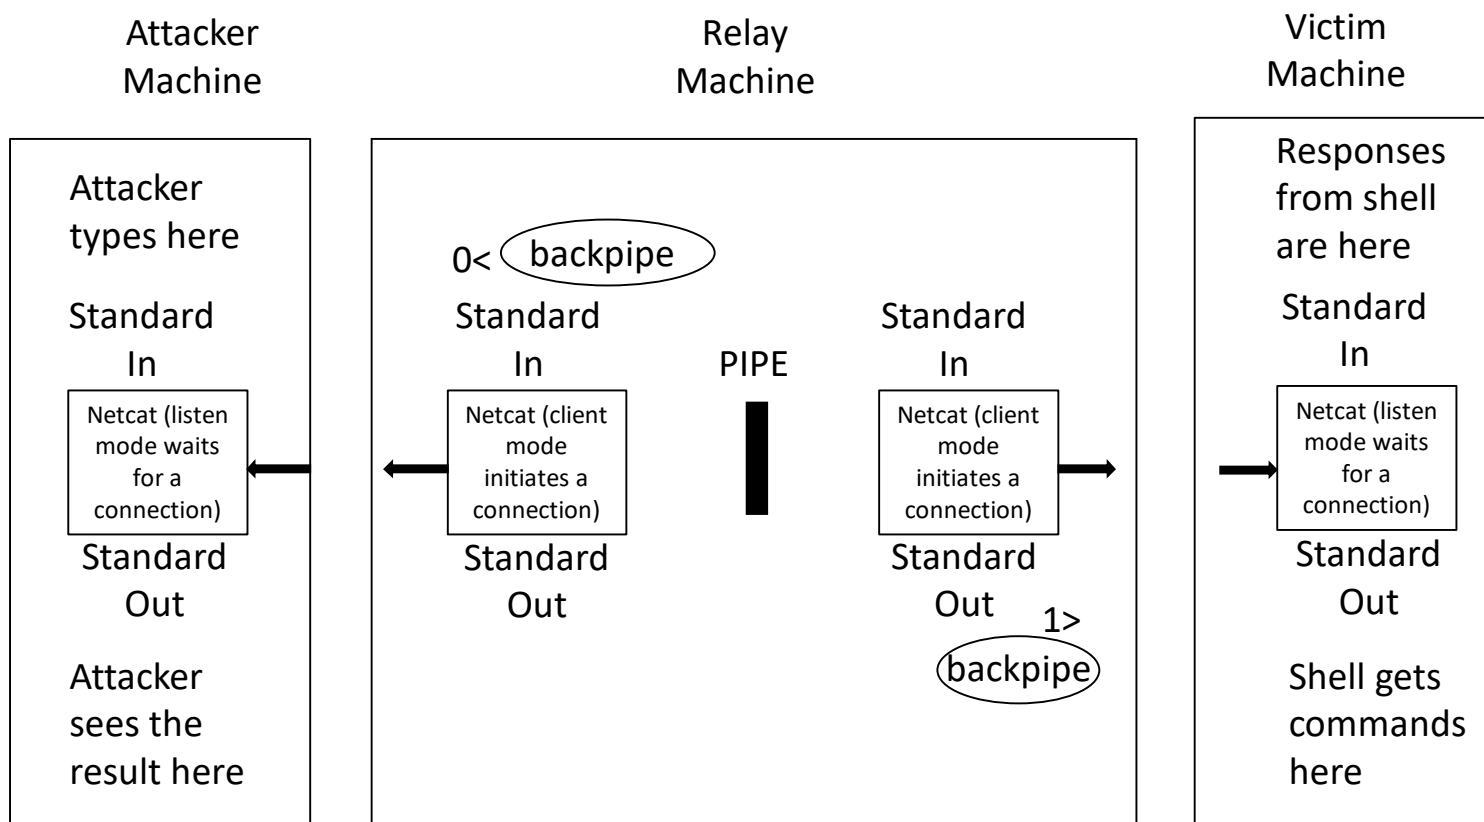 Attacker
Machine
Relay
Machine
Victim
Machine
Attacker
types here
Standard
In
Netcat (listen
mode waits
for a
connection)
Standard
Out
Attacker
sees the
result here
0<
backpipe
Standard
In
Netcat (client
mode
initiates a
connection)
Standard
Out
PIPE
Standard
In
Netcat (client
mode
initiates a
connection)
Standard
Out
1>
backpipe
Responses
from shell
are here
Standard
In
Netcat (listen
mode waits
for a
connection)
Standard
Out
Shell gets
commands
here